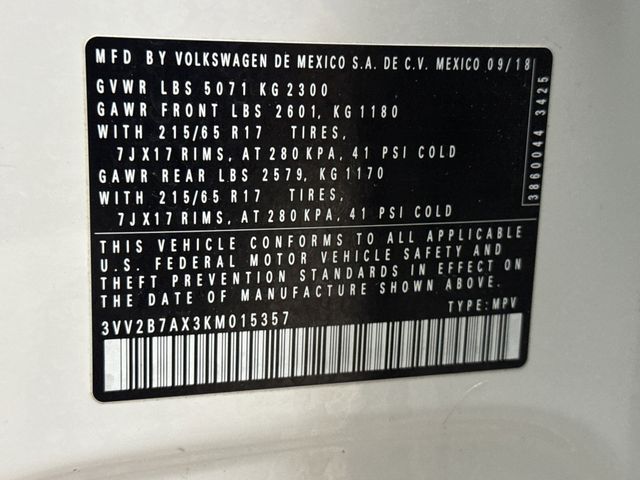 MFD BY VOLKSWAGEN DE MEXICO S.A. DE C.V. MEXICO 09/18
GVWR LBS 5071 KG 2300
GAWR FRONT LBS 2601, KG 1180
WITH 215/65 R17 TIRES,
7JX17 RIMS, AT 280 KPA, 41 PSI COLD
GAWR REAR LBS 2579, KG 1170
WITH 215/65 R17 TIRES,
7JX17 RIMS, AT 280 KPA, 41 PSI COLD
3860044 3425
THIS VEHICLE CONFORMS TO ALL APPLICABLE
U.S. FEDERAL MOTOR VEHICLE SAFETY AND
THEFT PREVENTION STANDARDS IN EFFECT ON
THE DATE OF MANUFACTURE SHOWN ABOVE.
3VV2B7AX3KM015357 TYPE: MPV